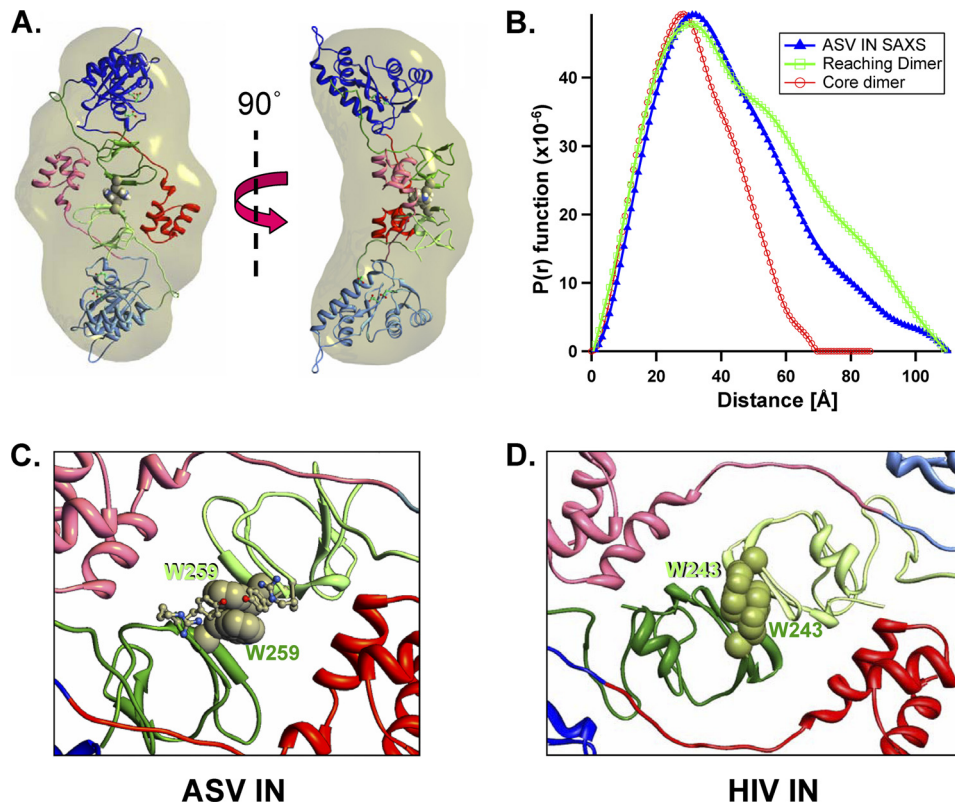 A.
90°
B.
P(r) function (x10⁻⁶)
40
30
20
10
0
ASV IN SAXS
Reaching Dimer
Core dimer
0
20
40
60
80
100
Distance [Å]
C.
W259
W259
ASV IN
D.
W243
W243
HIV IN